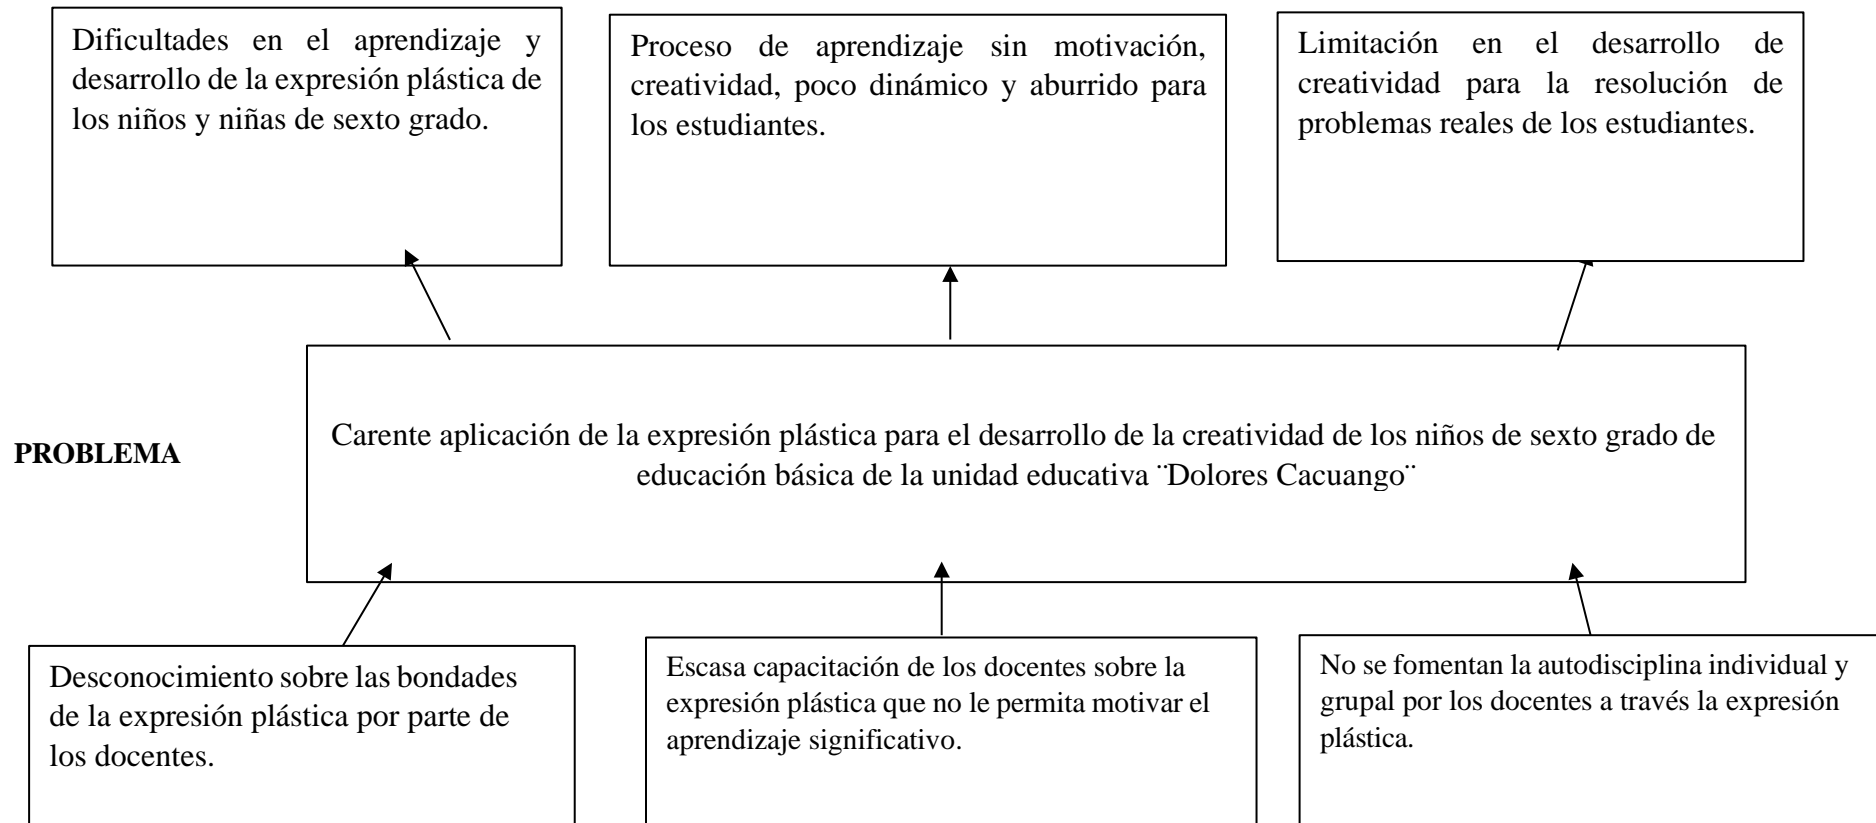 Dificultades en el aprendizaje y
desarrollo de la expresión plástica de
los niños y niñas de sexto grado.
Proceso de aprendizaje sin motivación,
creatividad, poco dinámico y aburrido para
los estudiantes.
Limitación en el desarrollo de
creatividad para la resolución de
problemas reales de los estudiantes.
PROBLEMA
Carente aplicación de la expresión plástica para el desarrollo de la creatividad de los niños de sexto grado de
educación básica de la unidad educativa ¨Dolores Cacuango¨
Desconocimiento sobre las bondades
de la expresión plástica por parte de
los docentes.
Escasa capacitación de los docentes sobre la
expresión plástica que no le permita motivar el
aprendizaje significativo.
No se fomentan la autodisciplina individual y
grupal por los docentes a través la expresión
plástica.